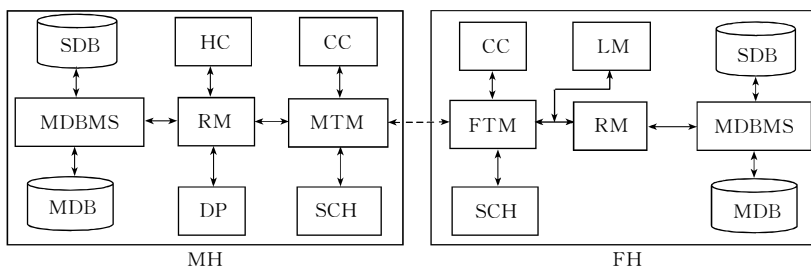 SDB
HC
CC
MDBMS
RM
MTM
MDB
DP
SCH
MH
CC
LM
SDB
FTM
RM
MDBMS
SCH
MDB
FH